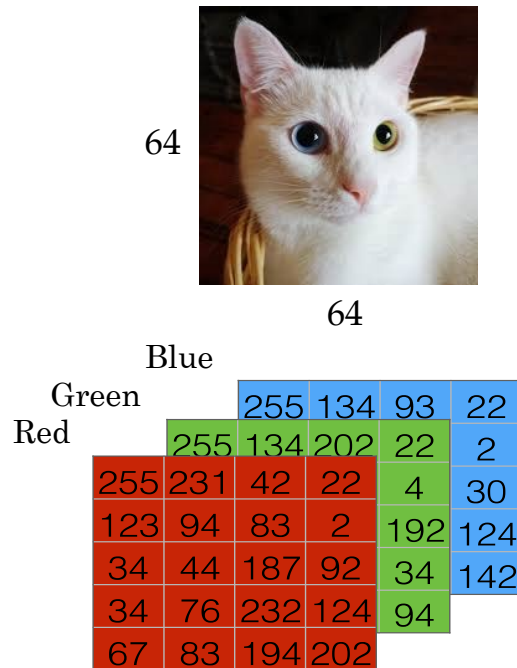 64
64
Blue
Green
Red
255 134 93 22
255 134 202 22 2
255 231 42 22 4 30
123 94 83 2 192 124
34 44 187 92 34 142
34 76 232 124 94
67 83 194 202